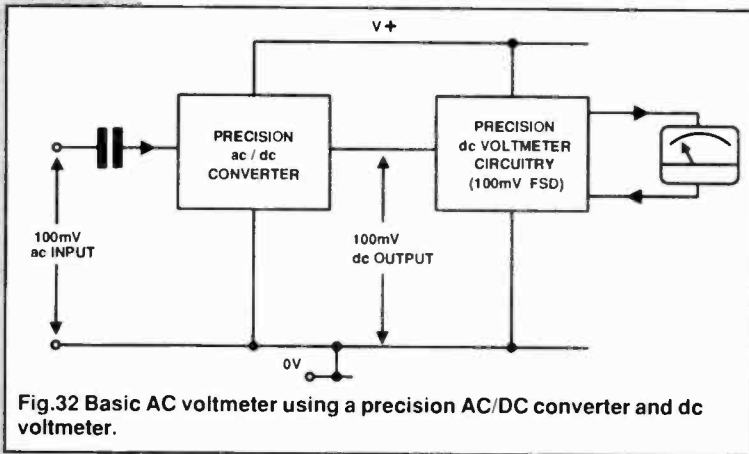 V+
PRECISION
ac / dc
CONVERTER
PRECISION
dc VOLTMETER
CIRCUITRY
(100mV FSD)
100mV
ac INPUT
100mV
dc OUTPUT
0V
Fig.32 Basic AC voltmeter using a precision AC/DC converter and dc
voltmeter.